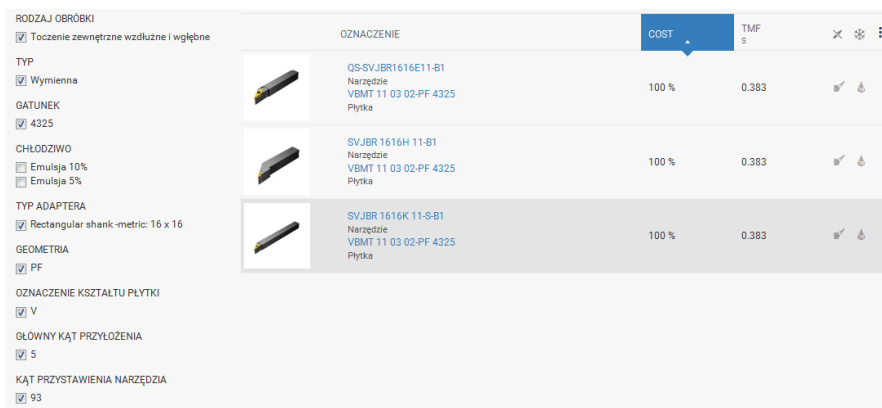 RODZAJ OBRÓBKI
Toczenie zewnętrzne wzdłużne i wgłębne
TYP
Wymienna
GATUNEK
4325
CHŁODZIWO
Emulsja 10%
Emulsja 5%
TYP ADAPTERA
Rectangular shank -metric: 16 x 16
GEOMETRIA
PF
OZNACZENIE KSZTAŁTU PŁYTKI
V
GŁÓWNY KĄT PRZYŁOŻENIA
5
KĄT PRZYSTAWIENIA NARZĘDZIA
93
OZNACZENIE
COST
TMF
S
QS-SVJBR1616E11-B1
Narzędzie
VBMT 11 03 02-PF 4325
Płytka
100 %
0.383
SVJBR 1616H 11-B1
Narzędzie
VBMT 11 03 02-PF 4325
Płytka
100 %
0.383
SVJBR 1616K 11-S-B1
Narzędzie
VBMT 11 03 02-PF 4325
Płytka
100 %
0.383